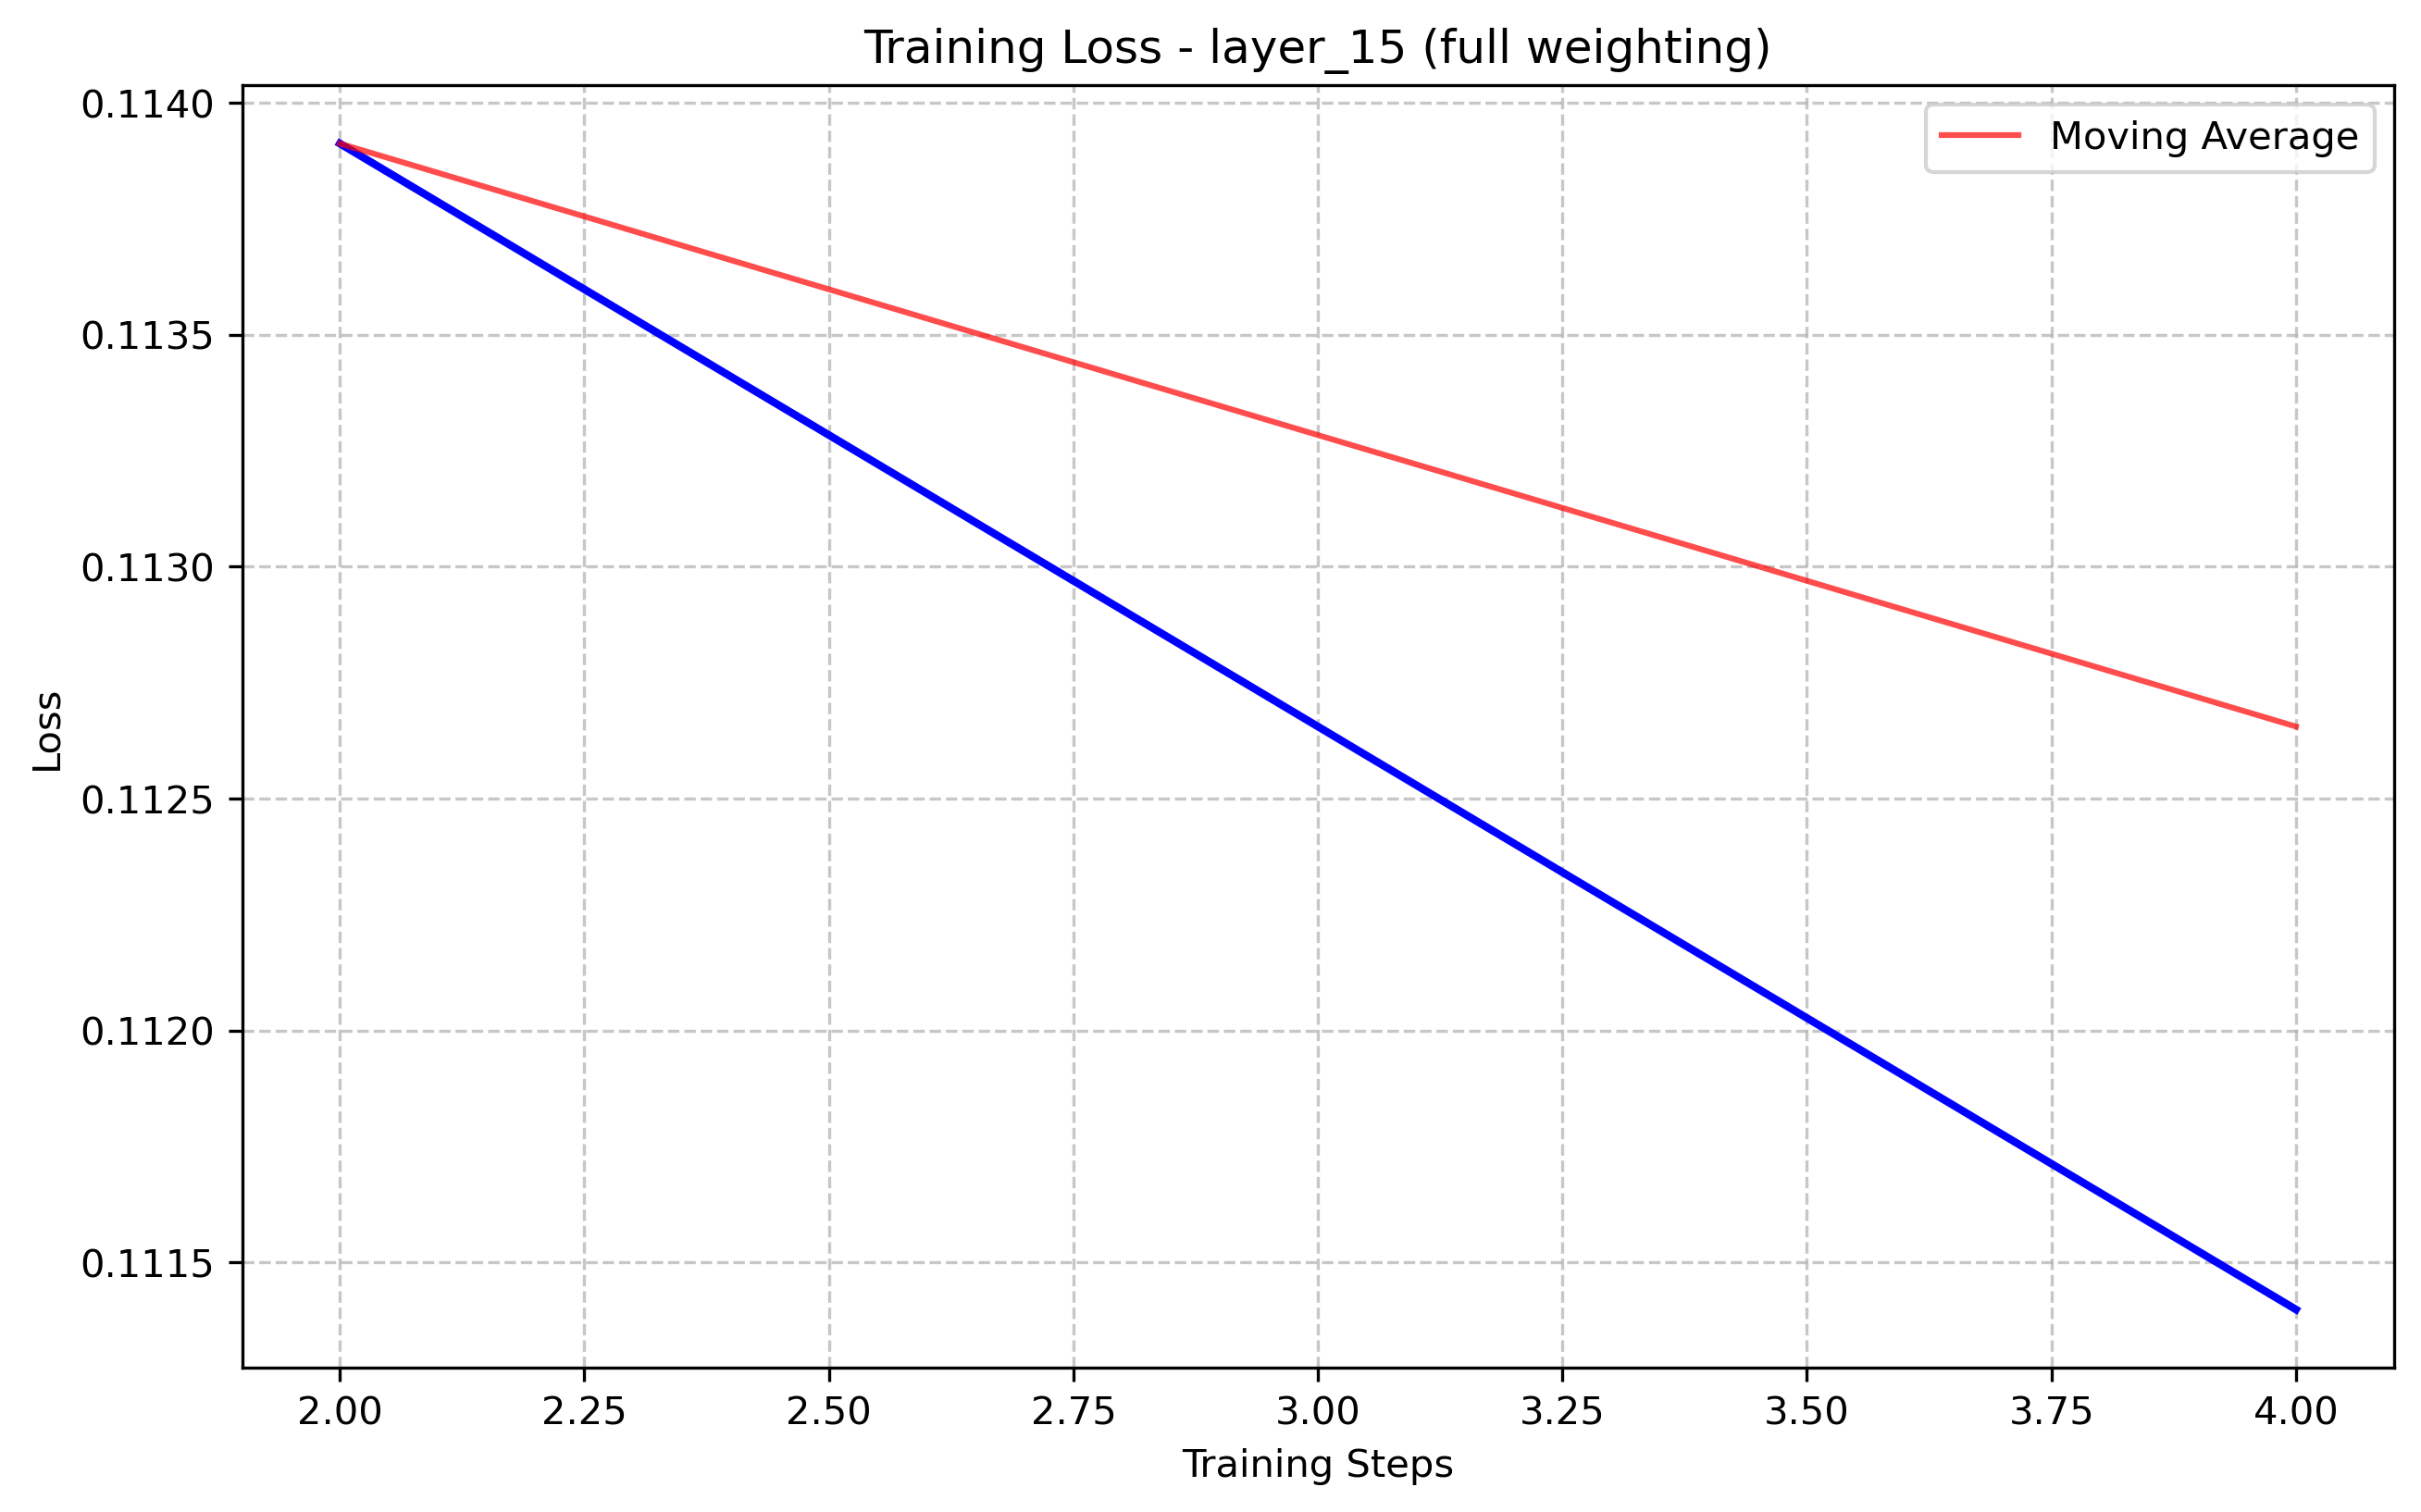 Training Loss - layer_15 (full weighting)
Moving Average
0.1140
0.1135
0.1130
0.1125
0.1120
0.1115
Loss
2.00 2.25 2.50 2.75 3.00 3.25 3.50 3.75 4.00
Training Steps